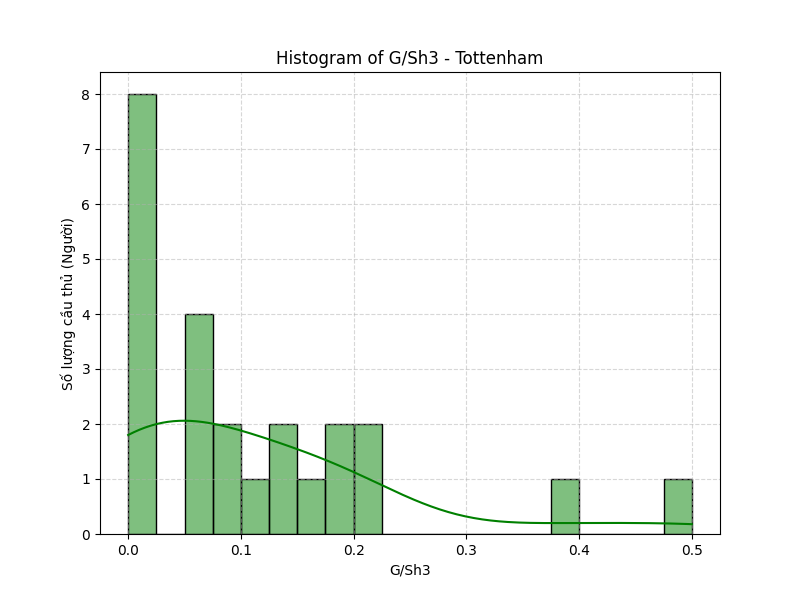 Histogram of G/Sh3 - Tottenham
Số lượng cầu thủ (Người)
8
7
6
5
4
3
2
1
0
0.0 0.1 0.2 0.3 0.4 0.5
G/Sh3